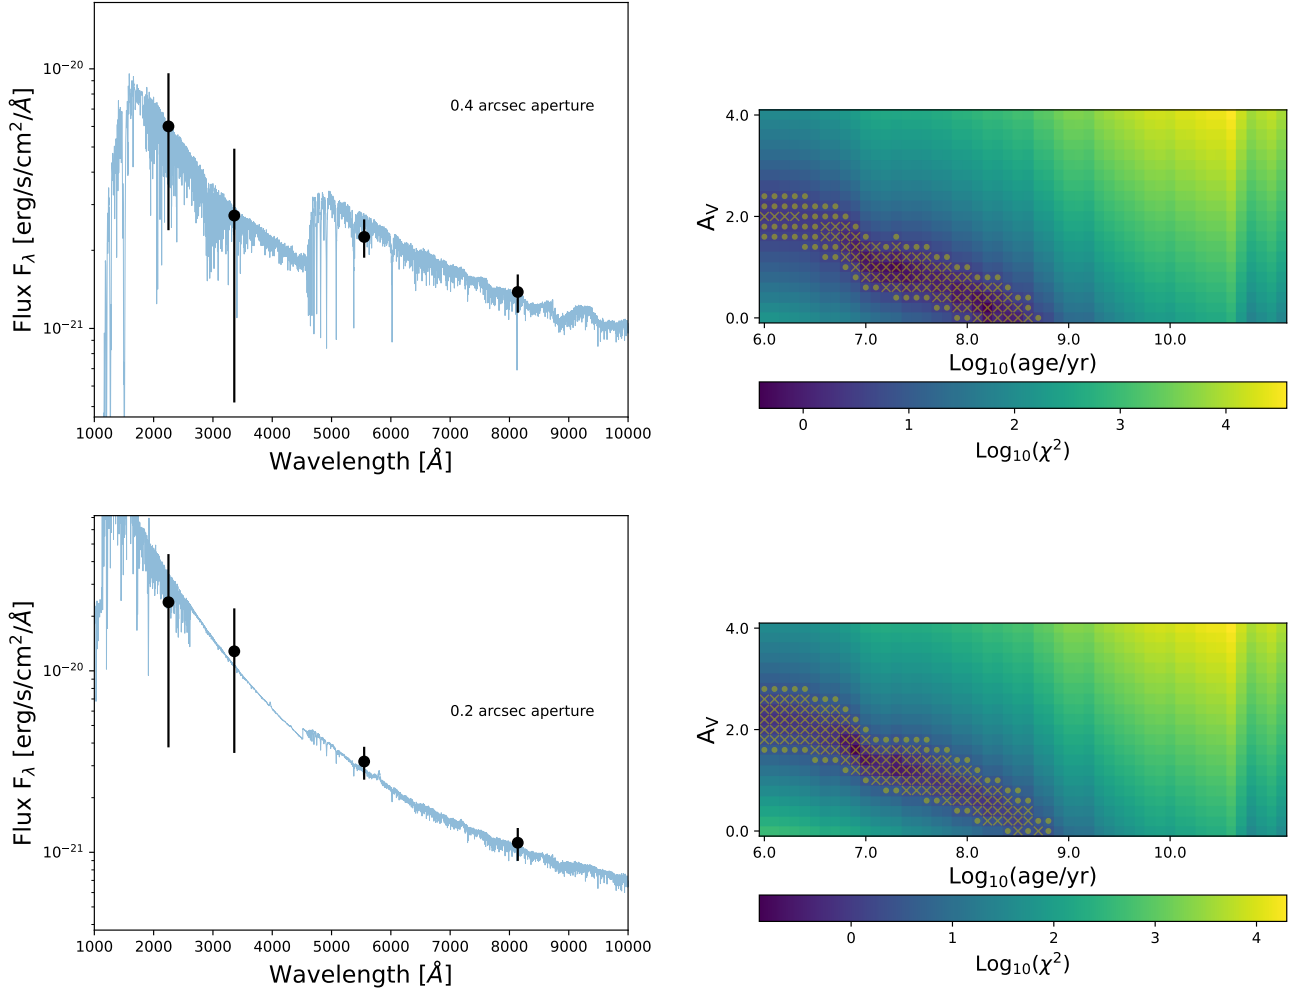 Flux Fλ [erg/s/cm²/Å]
10⁻²⁰
10⁻²¹
0.4 arcsec aperture
1000 2000 3000 4000 5000 6000 7000 8000 9000 10000
Wavelength [Å]
AV
4.0
2.0
0.0
6.0 7.0 8.0 9.0 10.0
Log₁₀(age/yr)
0 1 2 3 4
Log₁₀(χ²)
Flux Fλ [erg/s/cm²/Å]
10⁻²⁰
10⁻²¹
0.2 arcsec aperture
1000 2000 3000 4000 5000 6000 7000 8000 9000 10000
Wavelength [Å]
AV
4.0
2.0
0.0
6.0 7.0 8.0 9.0 10.0
Log₁₀(age/yr)
0 1 2 3 4
Log₁₀(χ²)